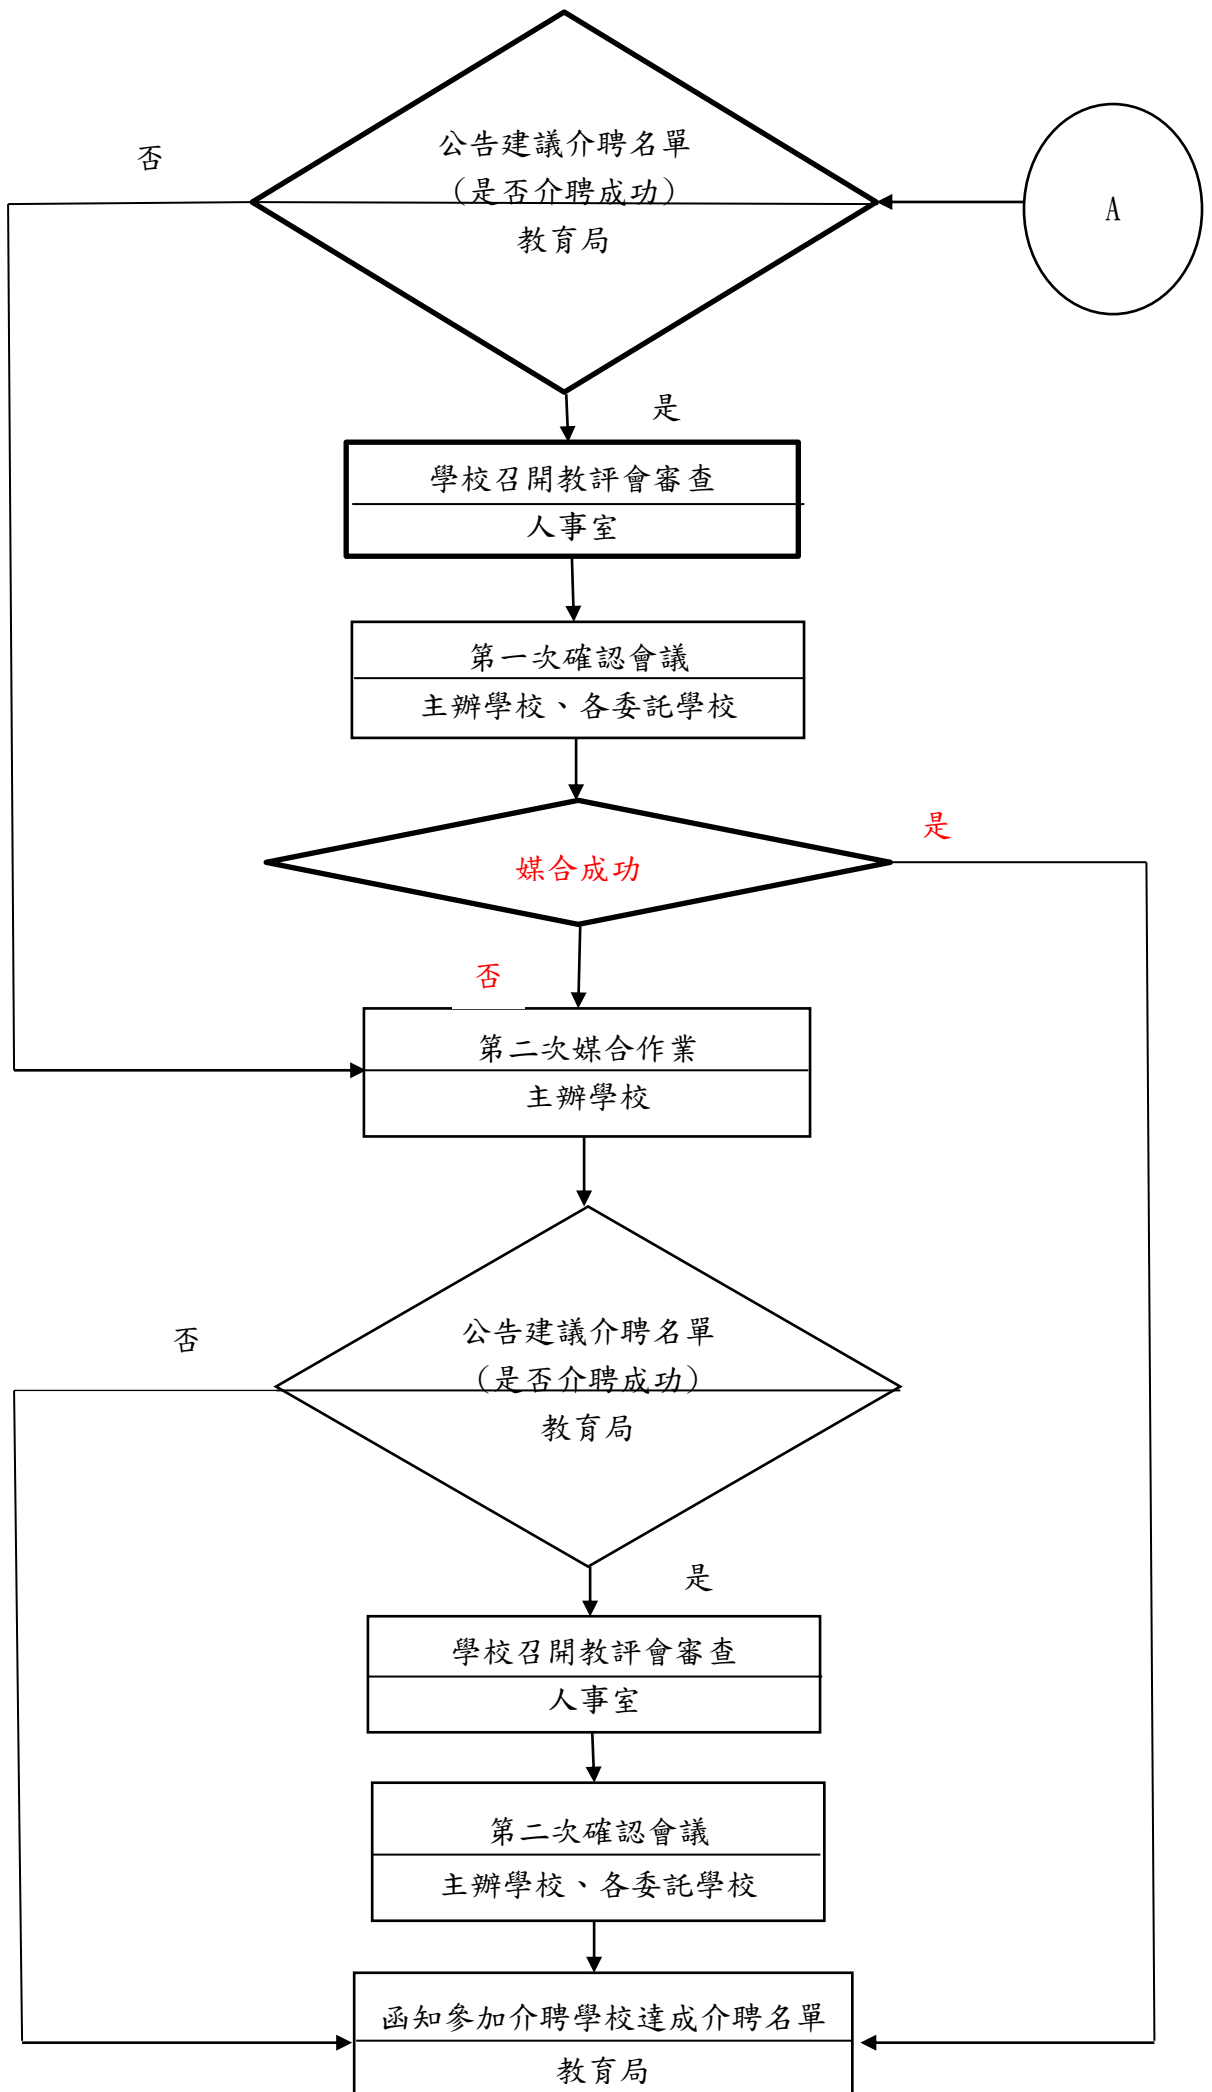 公告建議介聘名單
（是否介聘成功）
教育局
否
A
是
學校召開教評會審查
人事室
第一次確認會議
主辦學校、各委託學校
媒合成功
是
否
第二次媒合作業
主辦學校
公告建議介聘名單
（是否介聘成功）
教育局
否
是
學校召開教評會審查
人事室
第二次確認會議
主辦學校、各委託學校
函知參加介聘學校達成介聘名單
教育局